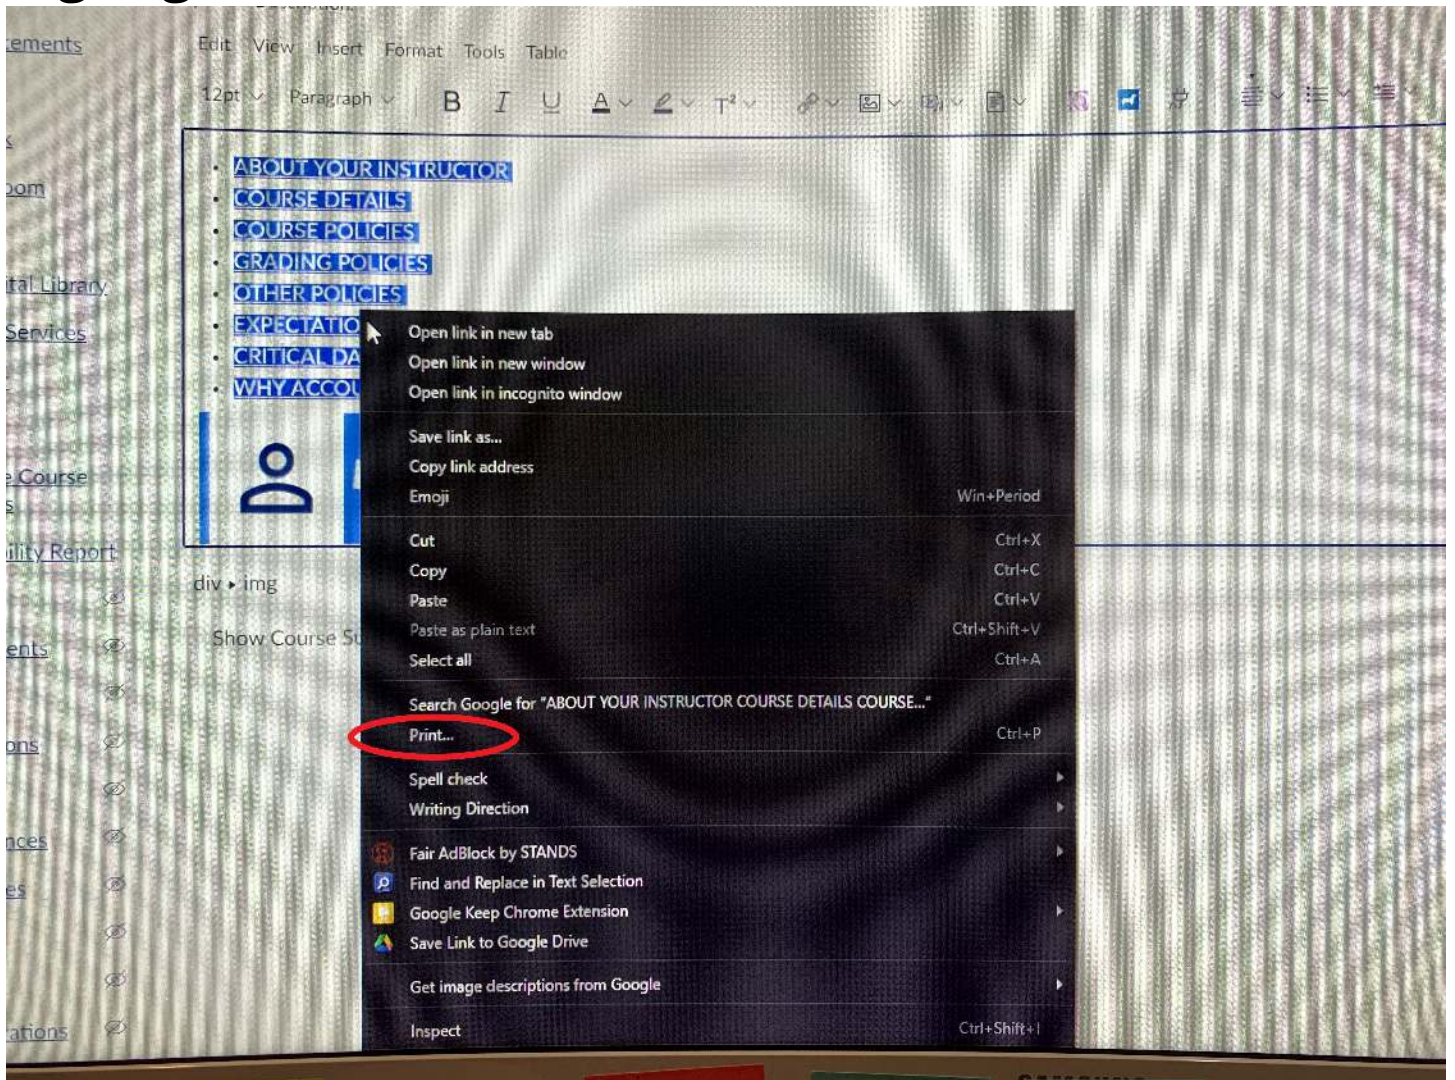 Edit View Insert Format Tools Table
12pt Paragraph B I U A T²
ABOUT YOUR INSTRUCTOR
COURSE DETAILS
COURSE POLICIES
GRADING POLICIES
OTHER POLICIES
EXPECTATIO
CRITICAL DA
WHY ACCOU
div ▸ img
Show Course Su
ements
oom
ital Library
Services
e Course
s
ility Report
ents
ons
nces
es
ations
Open link in new tab
Open link in new window
Open link in incognito window
Save link as...
Copy link address
Emoji Win+Period
Cut Ctrl+X
Copy Ctrl+C
Paste Ctrl+V
Paste as plain text Ctrl+Shift+V
Select all Ctrl+A
Search Google for "ABOUT YOUR INSTRUCTOR COURSE DETAILS COURSE..."
Print... Ctrl+P
Spell check
Writing Direction
Fair AdBlock by STANDS
Find and Replace in Text Selection
Google Keep Chrome Extension
Save Link to Google Drive
Get image descriptions from Google
Inspect Ctrl+Shift+I